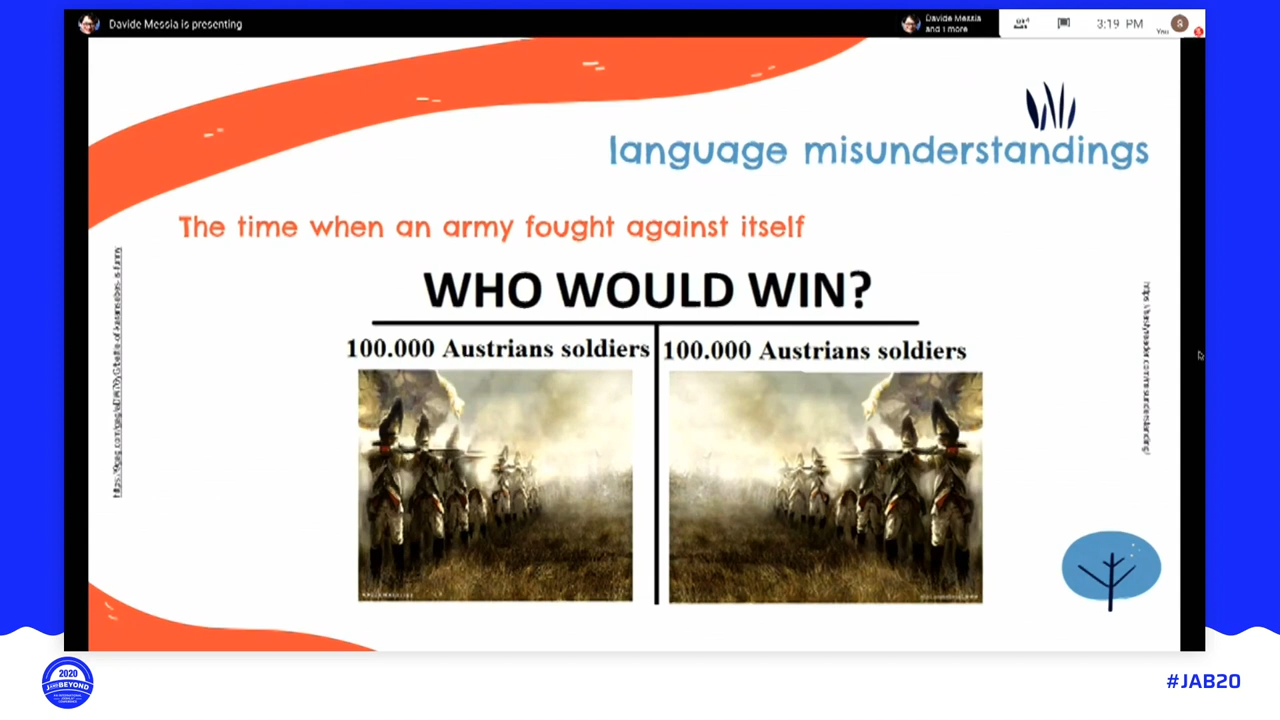 Davide Messia is presenting
Davide Messia
and 1 more
3:19 PM
You
S
language misunderstandings
The time when an army fought against itself
WHO WOULD WIN?
100.000 Austrians soldiers
100.000 Austrians soldiers
2020
JANDBEYOND
#JAB20